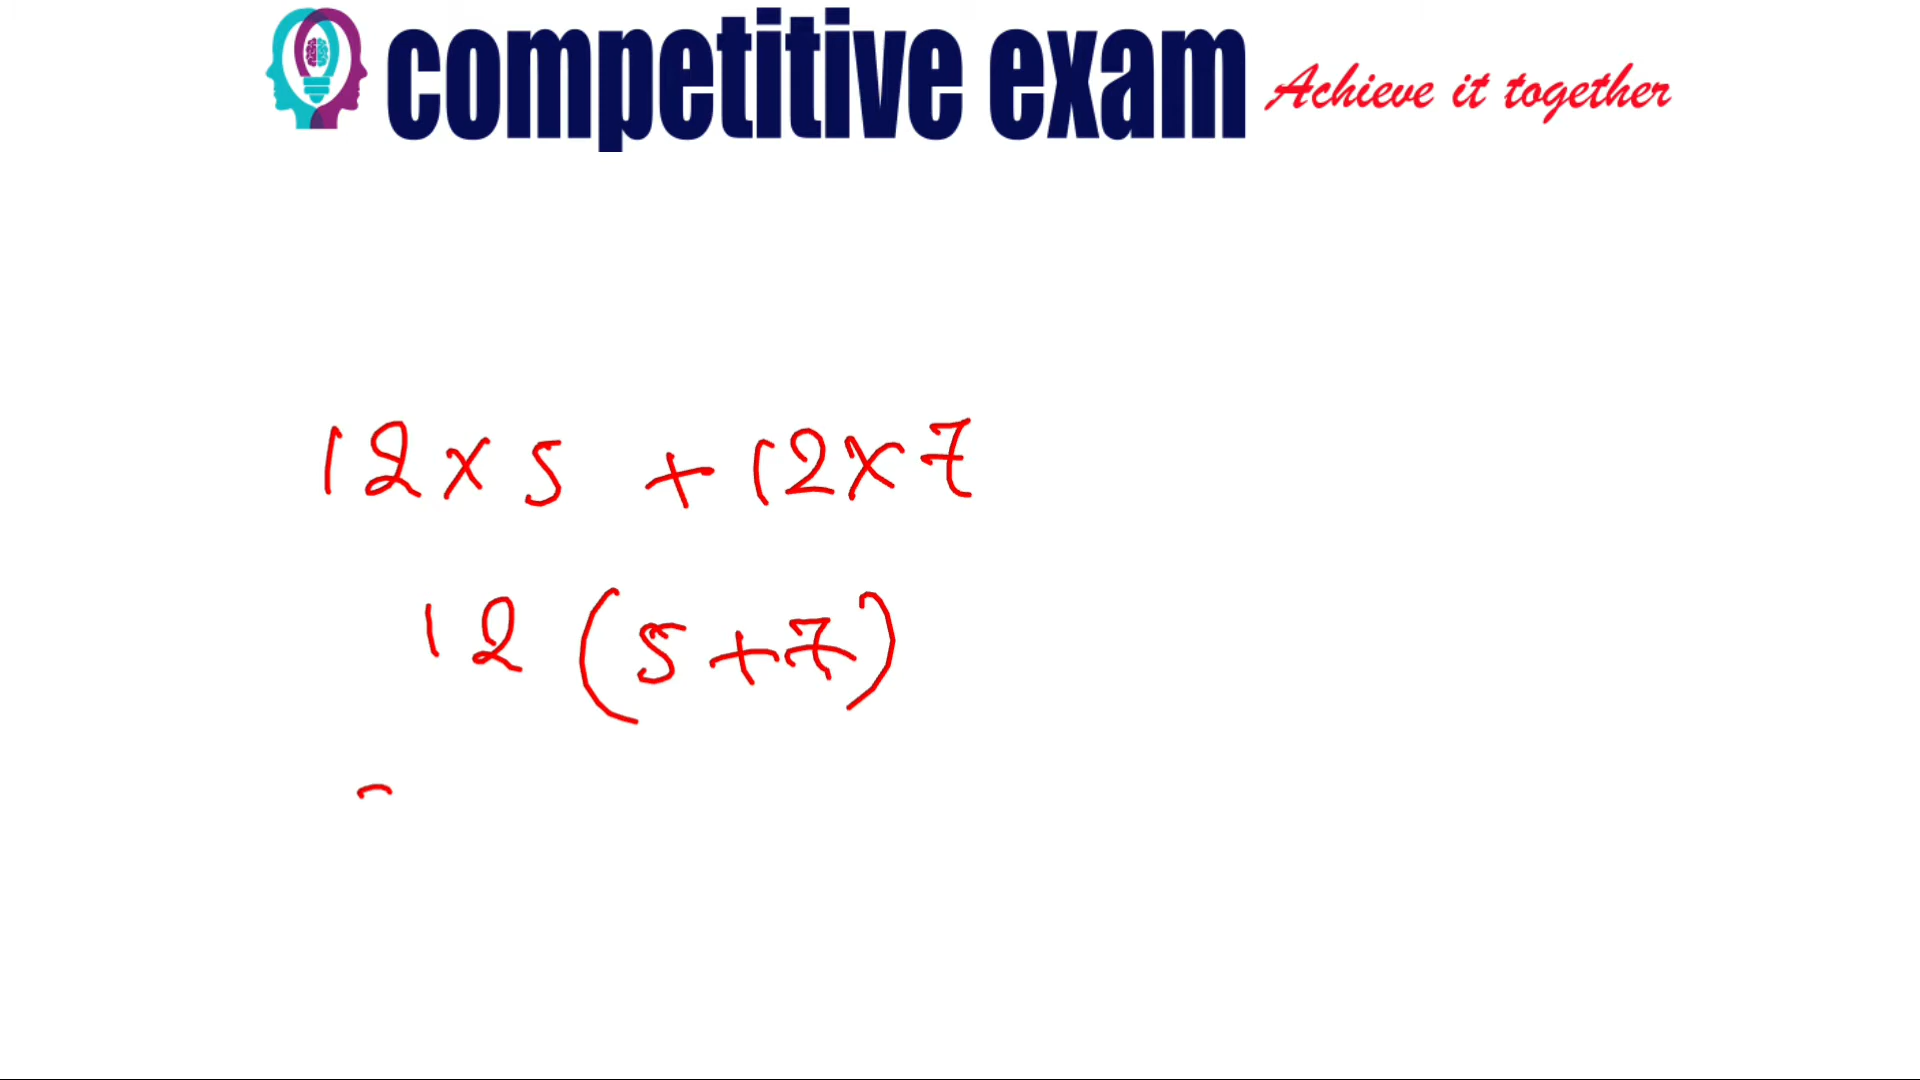 competitive exam Achieve it together
12 x 5 + 12 x 7
12 (5 + 7)